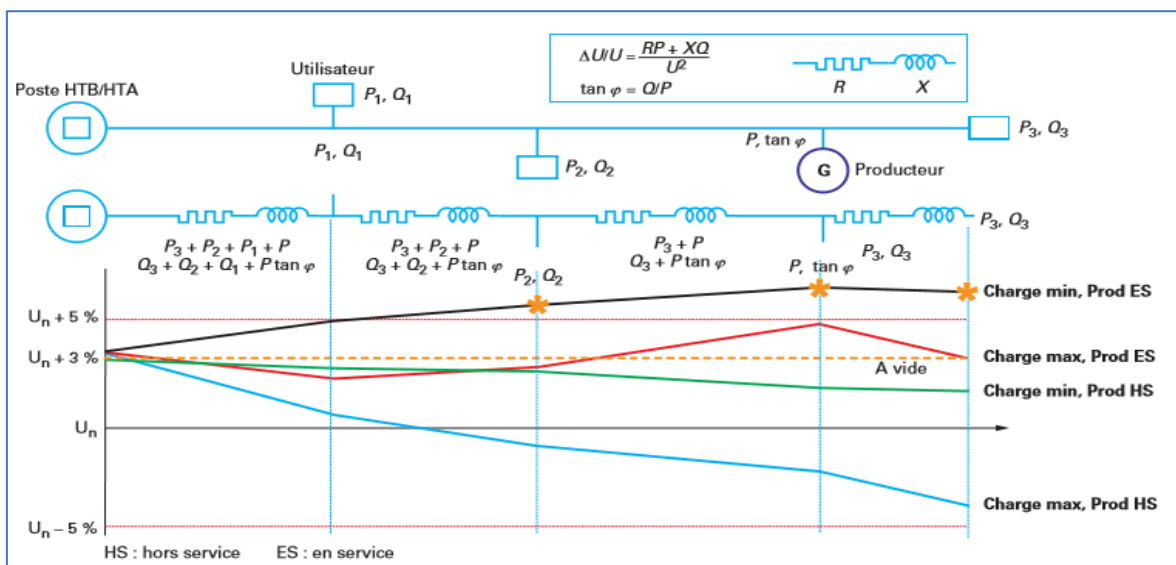 ΔU/U = (RP + XQ) / U²
tan φ = Q/P
R X
Utilisateur
Poste HTB/HTA
P₁, Q₁
P₃, Q₃
P₁, Q₁
P, tan φ
P₂, Q₂
G Producteur
P₃, Q₃
P₃ + P₂ + P₁ + P
Q₃ + Q₂ + Q₁ + P tan φ
P₃ + P₂ + P
Q₃ + Q₂ + P tan φ
P₃ + P
Q₃ + P tan φ
P₃, Q₃
P₂, Q₂
P, tan φ
Charge min, Prod ES
Uₙ + 5 %
Uₙ + 3 %
Charge max, Prod ES
A vide
Charge min, Prod HS
Uₙ
Charge max, Prod HS
Uₙ – 5 %
HS : hors service ES : en service